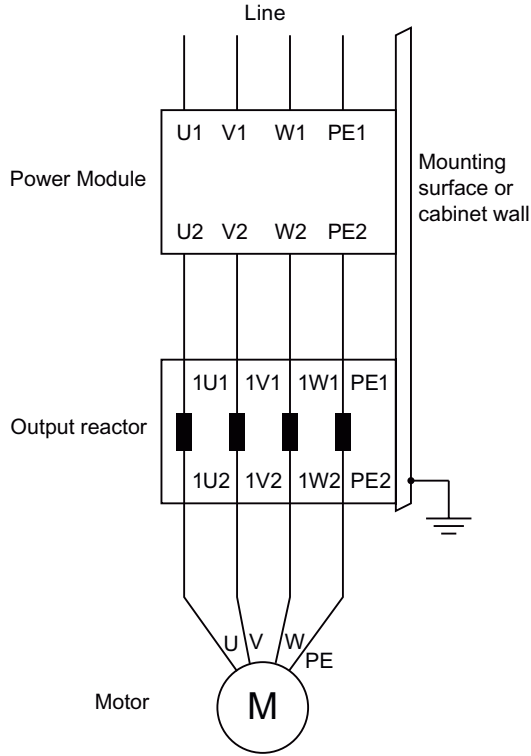 Line
U1 V1 W1 PE1
Power Module
Mounting
surface or
cabinet wall
U2 V2 W2 PE2
1U1 1V1 1W1 PE1
Output reactor
1U2 1V2 1W2 PE2
U V W
PE
Motor
M